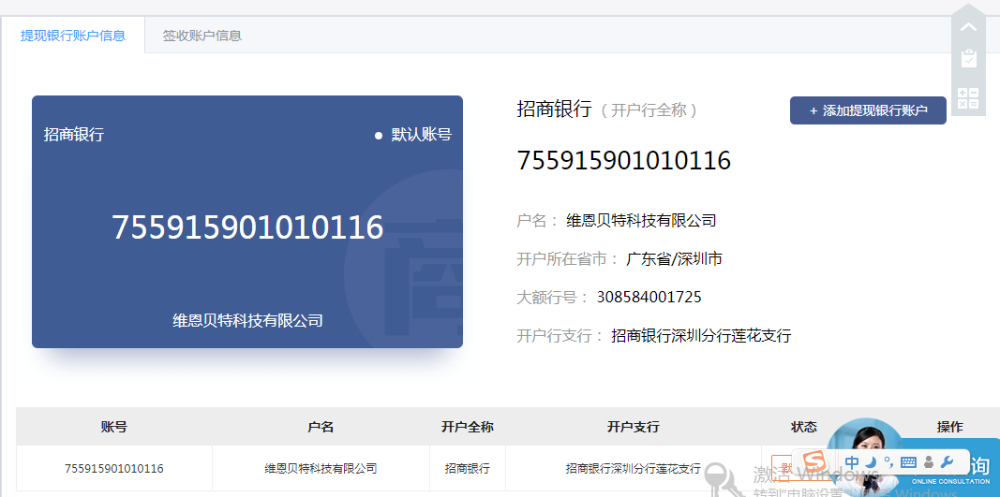 提现银行账户信息 签收账户信息
招商银行 默认账号
755915901010116
维恩贝特科技有限公司
招商银行（开户行全称） + 添加提现银行账户
755915901010116
户名： 维恩贝特科技有限公司
开户所在省市： 广东省/深圳市
大额行号： 308584001725
开户行支行： 招商银行深圳分行莲花支行
账号 户名 开户全称 开户支行 状态 操作
755915901010116 维恩贝特科技有限公司 招商银行 招商银行深圳分行莲花支行
中
询
ONLINE CONSULTATION
激活 Windows
转到"电脑设置"以激活 Windows